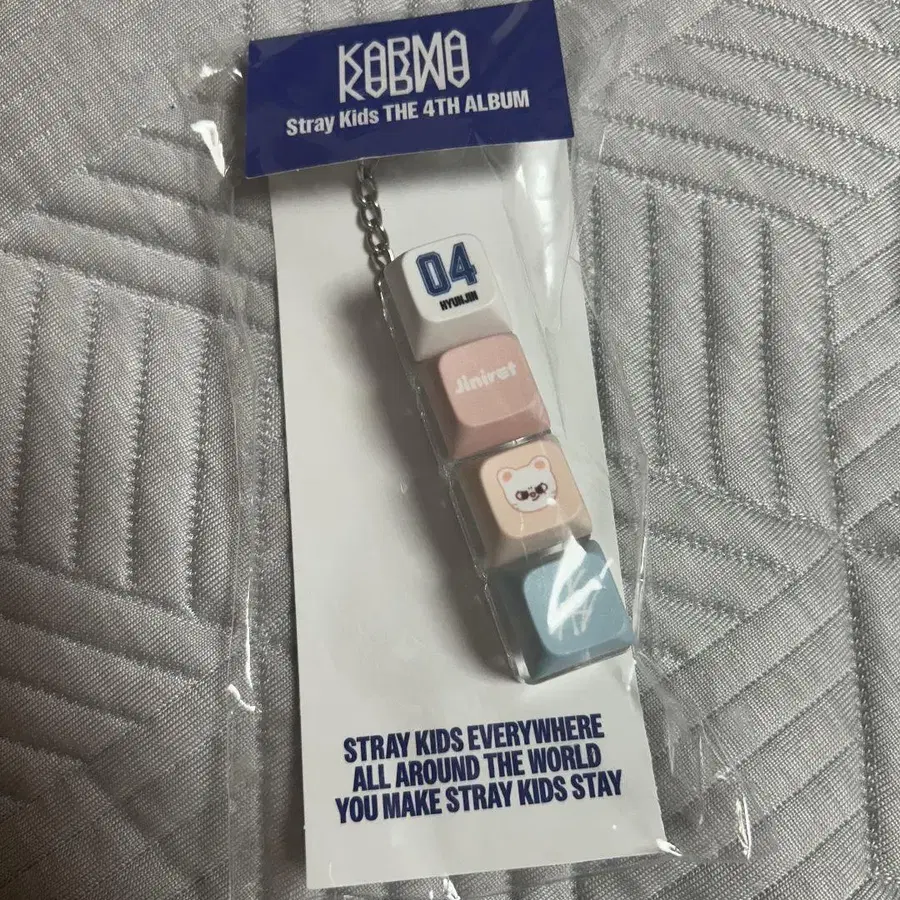 KARMA
Stray Kids THE 4TH ALBUM
04
HYUNJIN
Jiniret
STRAY KIDS EVERYWHERE
ALL AROUND THE WORLD
YOU MAKE STRAY KIDS STAY